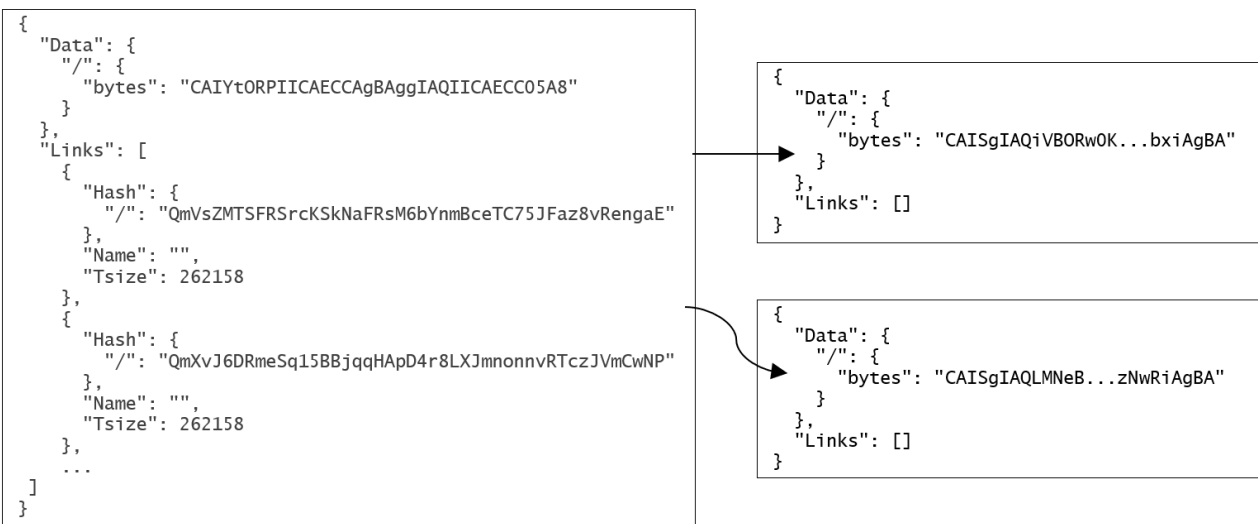 {
"Data": {
"/": {
"bytes": "CAIYtORPIICAECCAgBAggIAQIICAECCO5A8"
}
},
"Links": [
{
"Hash": {
"/": "QmVsZMTSFRSrcKSkNaFRsM6bYnmBceTC75JFaz8vRengaE"
},
"Name": "",
"Tsize": 262158
},
{
"Hash": {
"/": "QmXvJ6DRmeSq15BBjqqHApD4r8LXJmnonnvRTczJVmCwNP"
},
"Name": "",
"Tsize": 262158
},
...
]
}
{
"Data": {
"/": {
"bytes": "CAISgIAQiVBORw0K...bxiAgBA"
}
},
"Links": []
}
{
"Data": {
"/": {
"bytes": "CAISgIAQLMNeB...zNwRiAgBA"
}
},
"Links": []
}